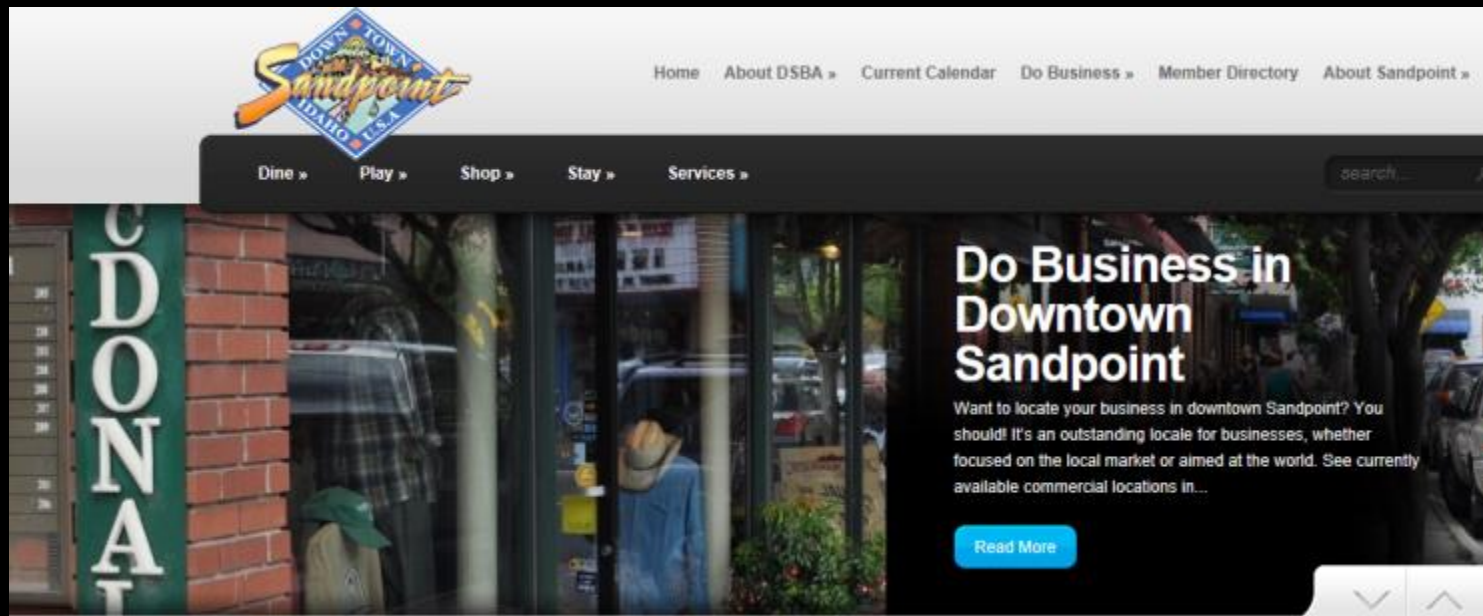 DOWN TOWN
Sandpoint
IDAHO U.S.A
Home About DSBA » Current Calendar Do Business » Member Directory About Sandpoint »
Dine » Play » Shop » Stay » Services »
search...
CDONAL
Do Business in
Downtown
Sandpoint
Want to locate your business in downtown Sandpoint? You
should! It's an outstanding locale for businesses, whether
focused on the local market or aimed at the world. See currently
available commercial locations in...
Read More